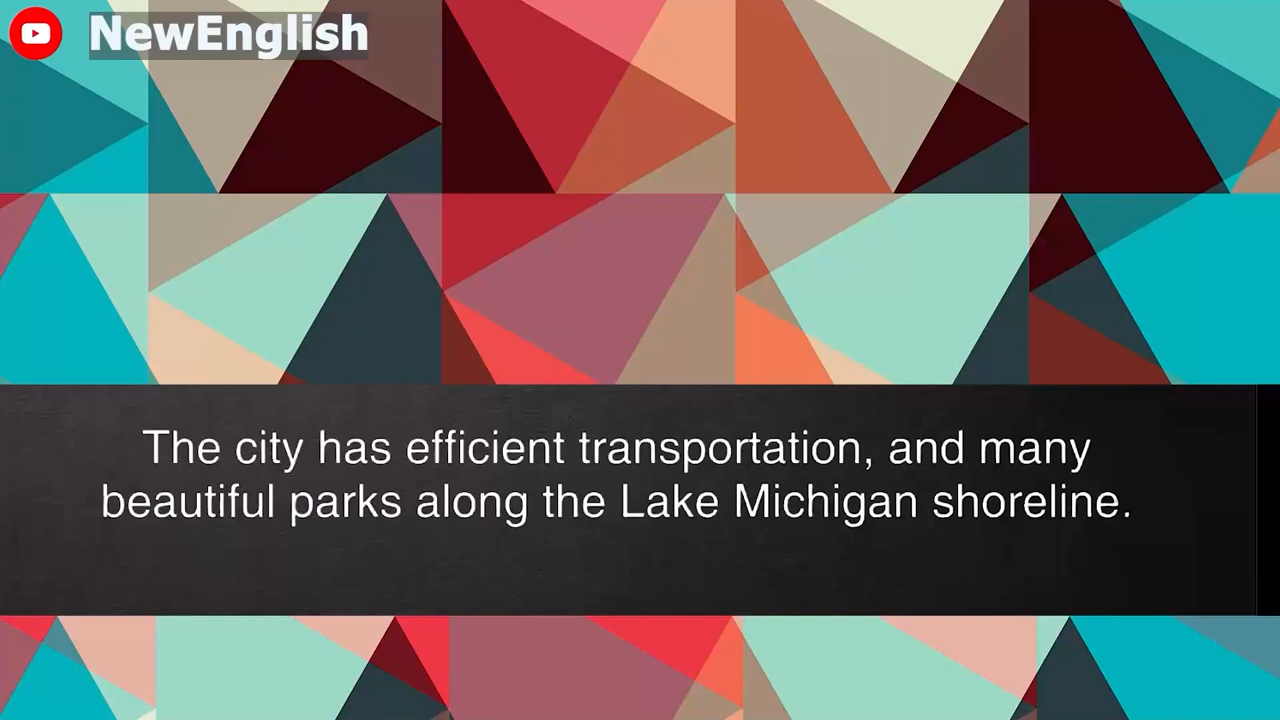 NewEnglish
The city has efficient transportation, and many
beautiful parks along the Lake Michigan shoreline.